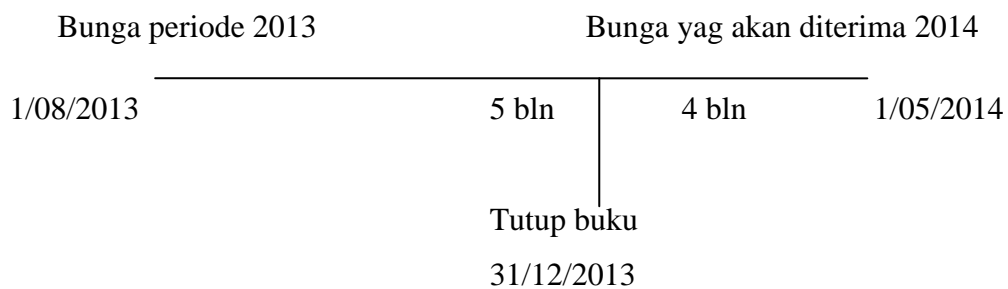 Bunga periode 2013 Bunga yag akan diterima 2014
1/08/2013 5 bln 4 bln 1/05/2014
Tutup buku
31/12/2013